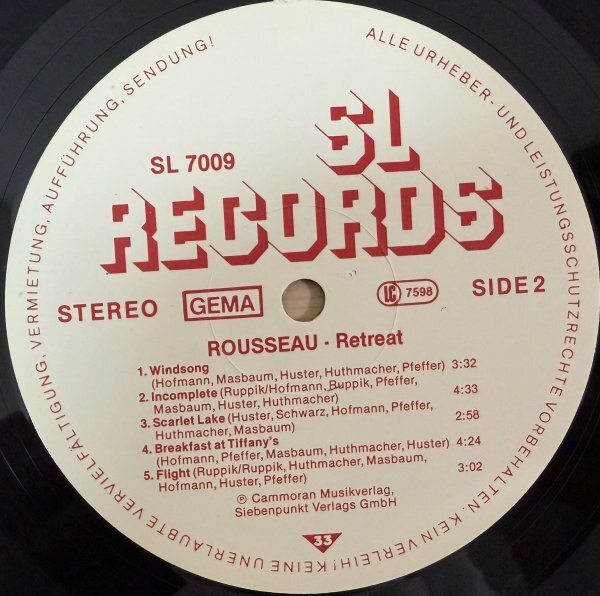 ALLE URHEBER- UND LEISTUNGSSCHUTZRECHTE VORBEHALTEN · KEIN VERLEIH! KEINE UNERLAUBTE VERVIELFÄLTIGUNG, VERMIETUNG, AUFFÜHRUNG, SENDUNG!
SL
SL 7009
RECORDS
STEREO GEMA LC 7598 SIDE 2
ROUSSEAU - Retreat
1. Windsong
(Hofmann, Masbaum, Huster, Huthmacher, Pfeffer) 3:32
2. Incomplete (Ruppik/Hofmann, Ruppik, Pfeffer,
Masbaum, Huster, Huthmacher) 4:33
3. Scarlet Lake (Huster, Schwarz, Hofmann, Pfeffer,
Huthmacher, Masbaum) 2:58
4. Breakfast at Tiffany's
(Hofmann, Pfeffer, Masbaum, Huthmacher, Huster) 4:24
5. Flight (Ruppik/Ruppik, Huthmacher, Masbaum,
Hofmann, Huster, Pfeffer) 3:02
℗ Cammoran Musikverlag,
Siebenpunkt Verlags GmbH
33